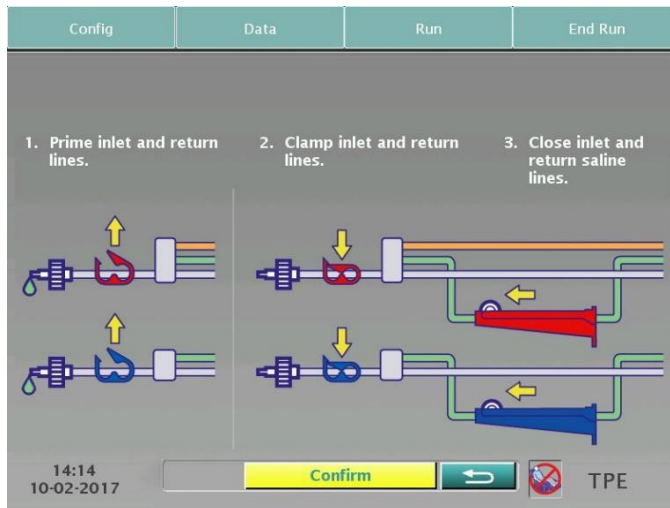 Config Data Run End Run
1. Prime inlet and return
lines.
2. Clamp inlet and return
lines.
3. Close inlet and
return saline
lines.
14:14
10-02-2017
Confirm
TPE